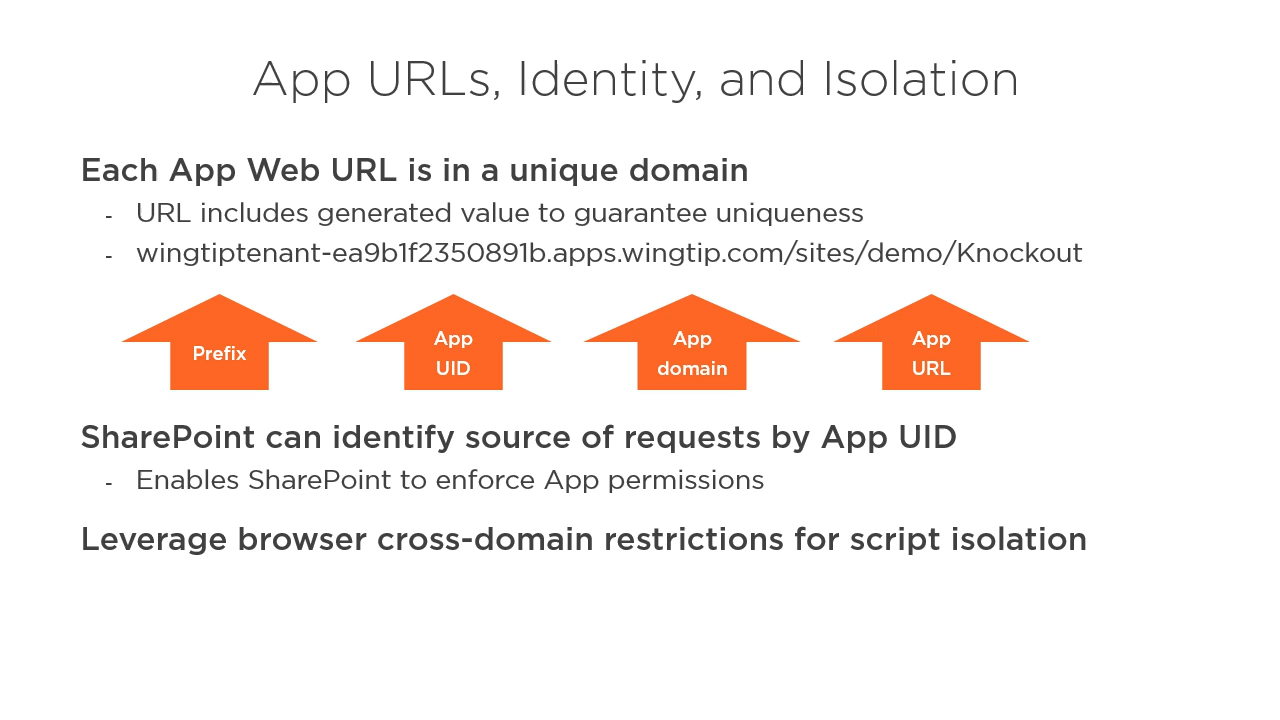 App URLs, Identity, and Isolation
Each App Web URL is in a unique domain
- URL includes generated value to guarantee uniqueness
- wingtiptenant-ea9b1f2350891b.apps.wingtip.com/sites/demo/Knockout
Prefix
App
UID
App
domain
App
URL
SharePoint can identify source of requests by App UID
- Enables SharePoint to enforce App permissions
Leverage browser cross-domain restrictions for script isolation